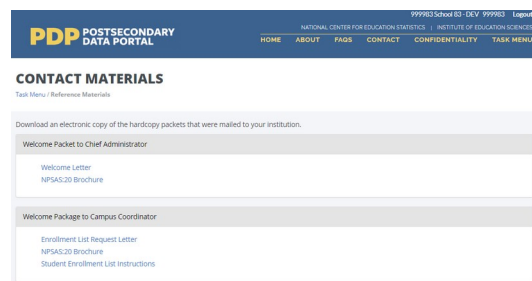 999983 School 83 - DEV 999983 Logout
NATIONAL CENTER FOR EDUCATION STATISTICS | INSTITUTE OF EDUCATION SCIENCES
PDP POSTSECONDARY DATA PORTAL
HOME ABOUT FAQS CONTACT CONFIDENTIALITY TASK MENU
CONTACT MATERIALS
Task Menu / Reference Materials
Download an electronic copy of the hardcopy packets that were mailed to your institution.
Welcome Packet to Chief Administrator
Welcome Letter
NPSAS:20 Brochure
Welcome Package to Campus Coordinator
Enrollment List Request Letter
NPSAS:20 Brochure
Student Enrollment List Instructions